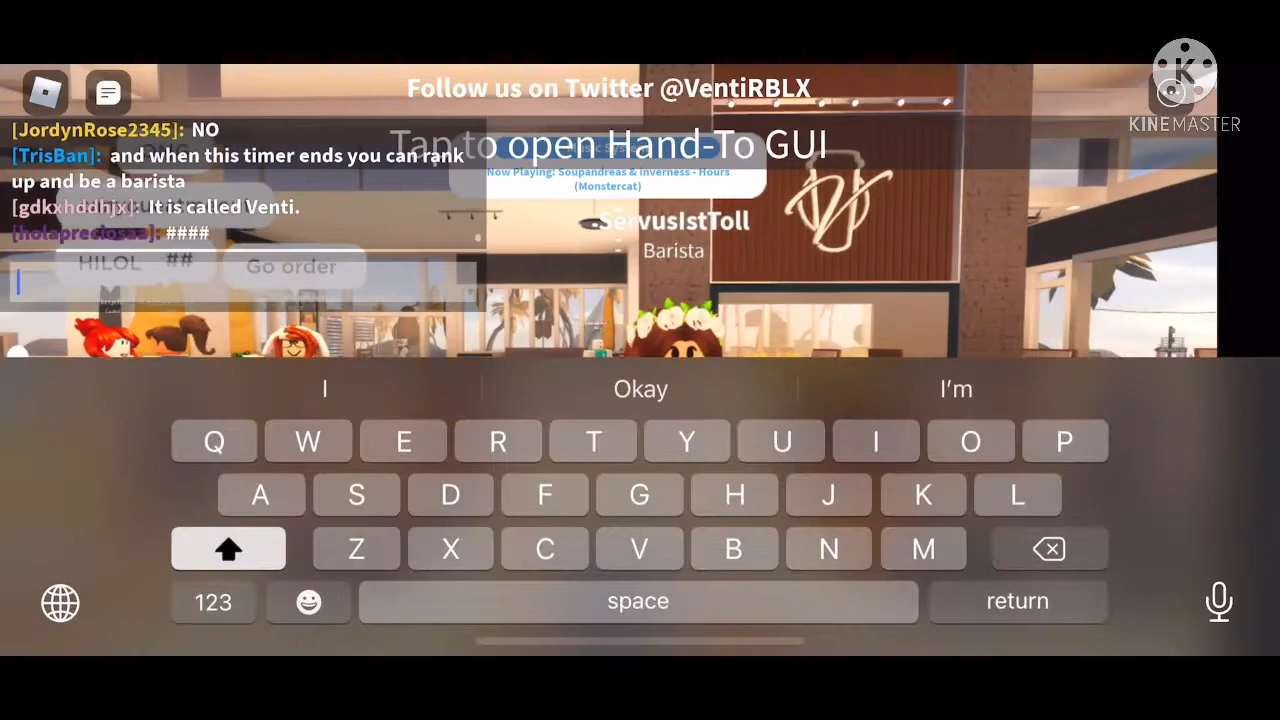 Follow us on Twitter @VentiRBLX
K
KINEMASTER
[JordynRose2345]: NO
[TrisBan]: and when this timer ends you can rank
up and be a barista
[gdkxhddhjx]: It is called Venti.
[holapreciosaa]: ####
Tap to open Hand-To GUI
Now Playing: Soupandreas & Inverness - Hours
(Monstercat)
ServusIstToll
Barista
HILOL ##
Go order
I Okay I'm
Q W E R T Y U I O P
A S D F G H J K L
Z X C V B N M
123 space return